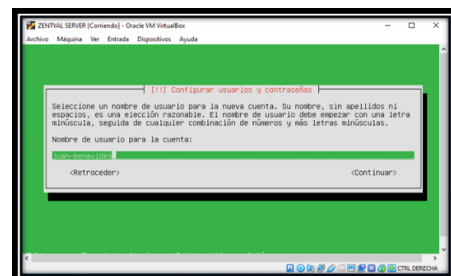 ZENTYAL SERVER [Corriendo] - Oracle VM VirtualBox
Archivo Máquina Ver Entrada Dispositivos Ayuda
[!!] Configurar usuarios y contraseñas
Seleccione un nombre de usuario para la nueva cuenta. Su nombre, sin apellidos ni
espacios, es una elección razonable. El nombre de usuario debe empezar con una letra
minúscula, seguida de cualquier combinación de números y más letras minúsculas.
Nombre de usuario para la cuenta:
juan-benavides
<Retroceder> <Continuar>
CTRL DERECHA